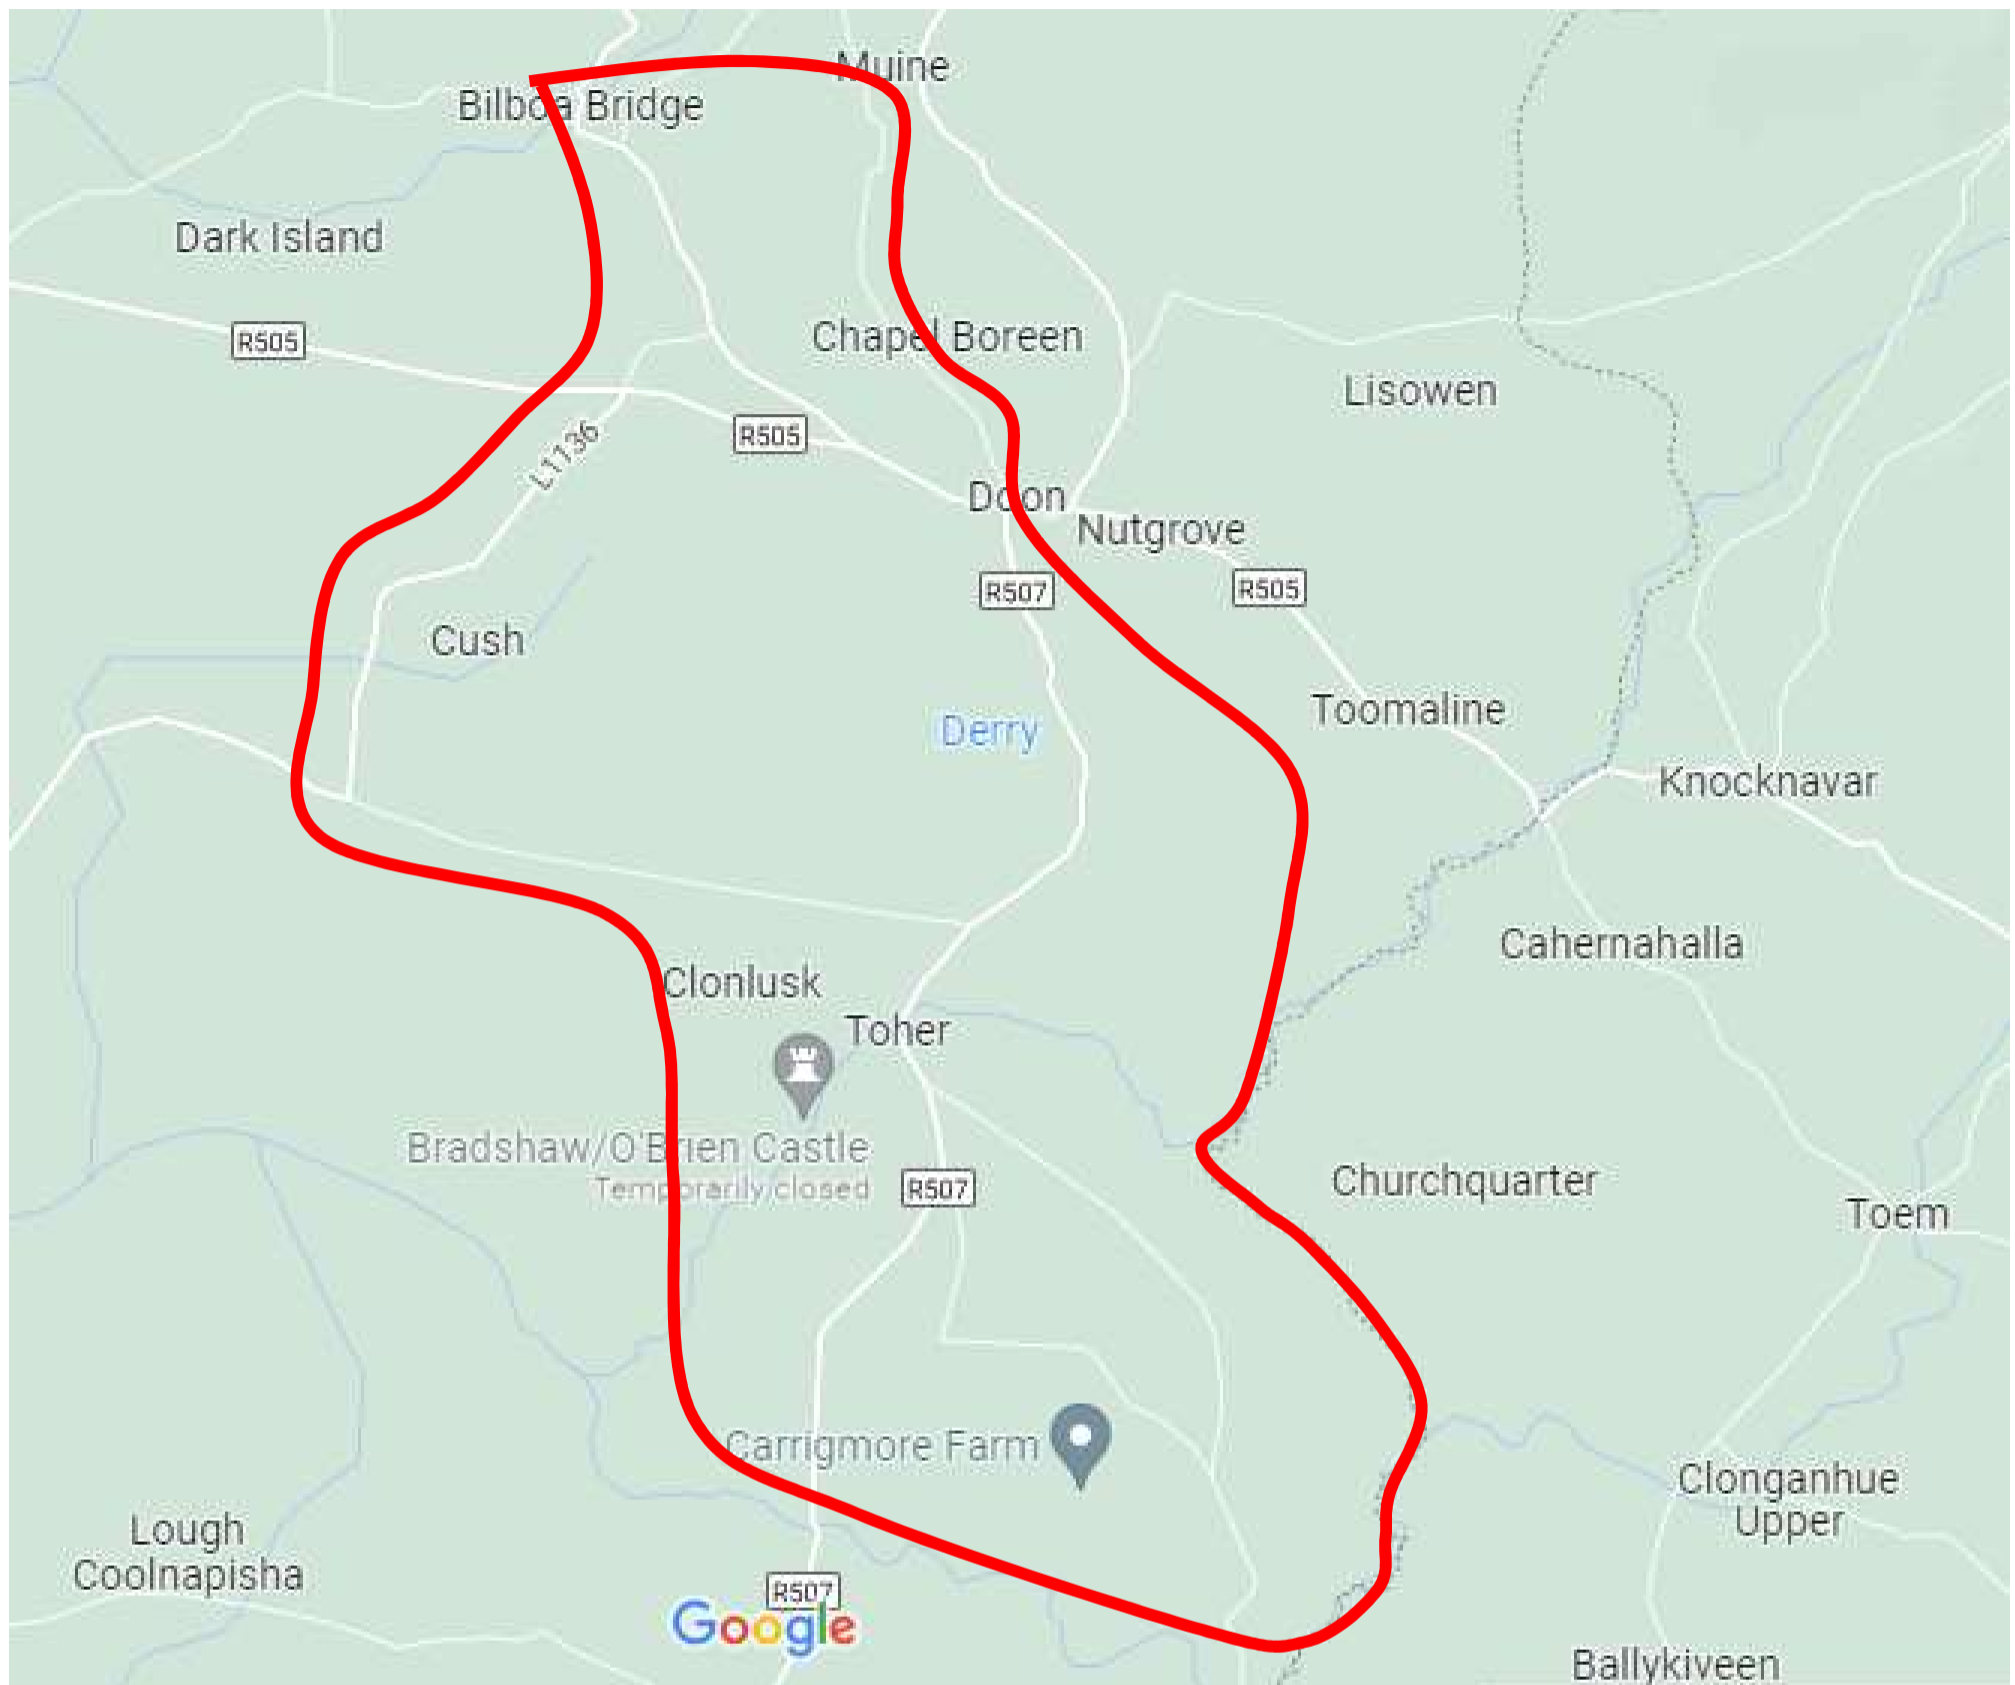 Muine
Bilboa Bridge
Dark Island
R505
Chapel Boreen
Lisowen
R505
L1136
Doon
Nutgrove
R507
R505
Cush
Toomaline
Derry
Knocknavar
Cahernahalla
Clonlusk
Toher
Bradshaw/O'Brien Castle
Temporarily closed
R507
Churchquarter
Toem
Carrigmore Farm
Clonganhue
Upper
Lough
Coolnapisha
R507
Google
Ballykiveen